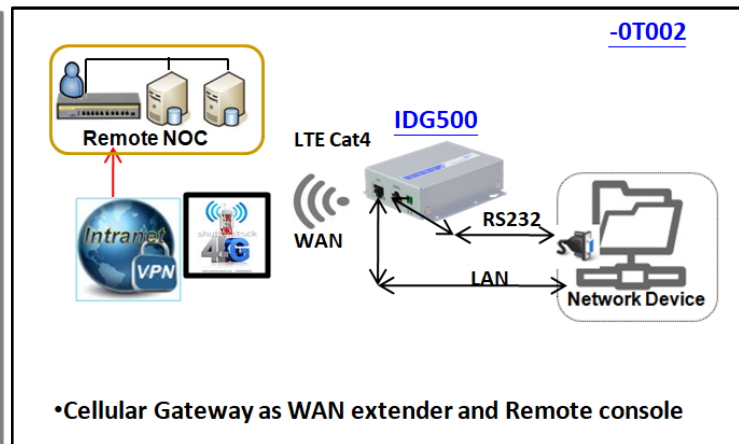 -0T002
Remote NOC
LTE Cat4
IDG500
WAN
Intranet
VPN
shutterstock
4G
RS232
LAN
Network Device
•Cellular Gateway as WAN extender and Remote console